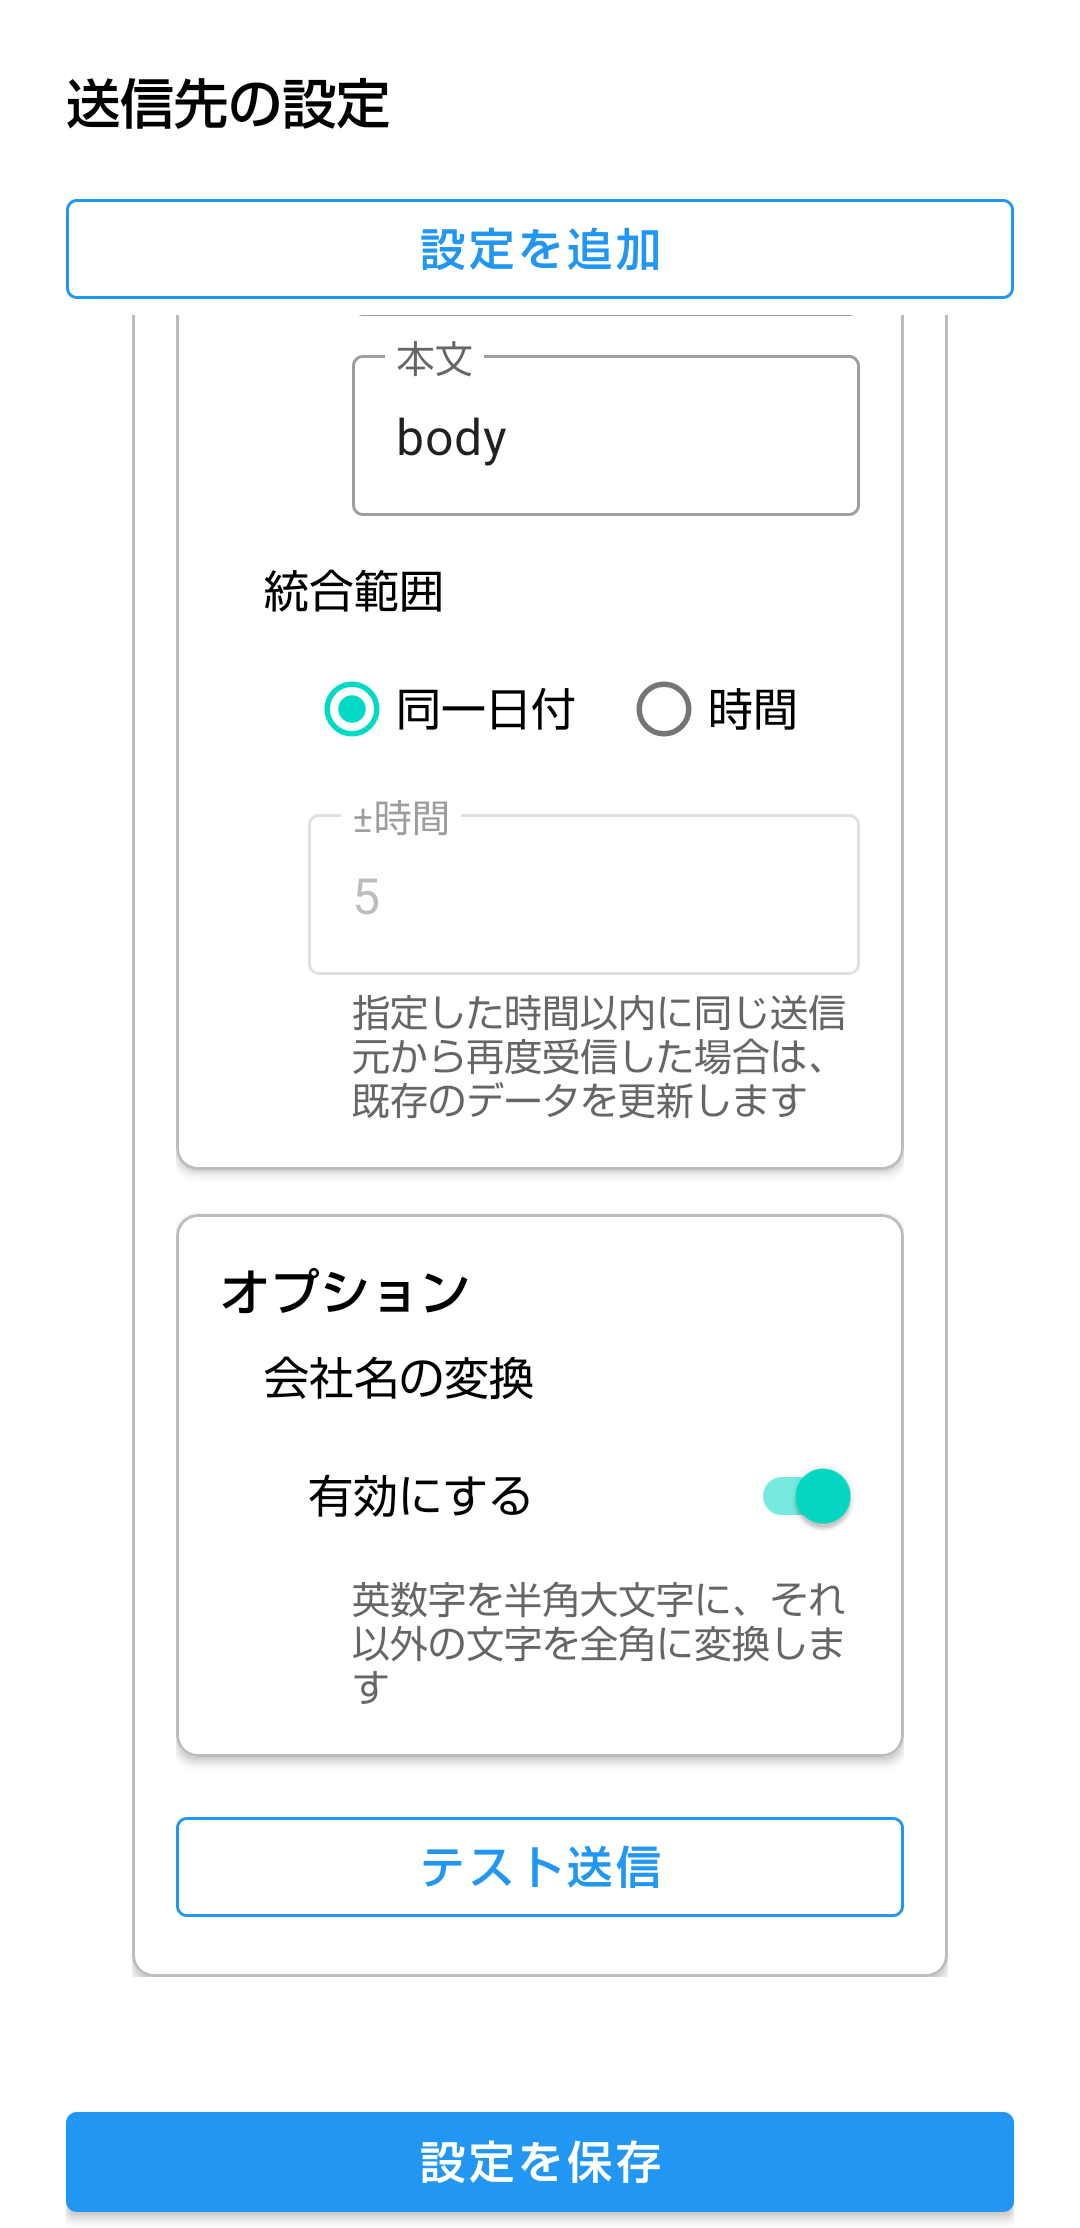 送信先の設定
設定を追加
本文
body
統合範囲
同一日付 時間
±時間
5
指定した時間以内に同じ送信
元から再度受信した場合は、
既存のデータを更新します
オプション
会社名の変換
有効にする
英数字を半角大文字に、それ
以外の文字を全角に変換しま
す
テスト送信
設定を保存